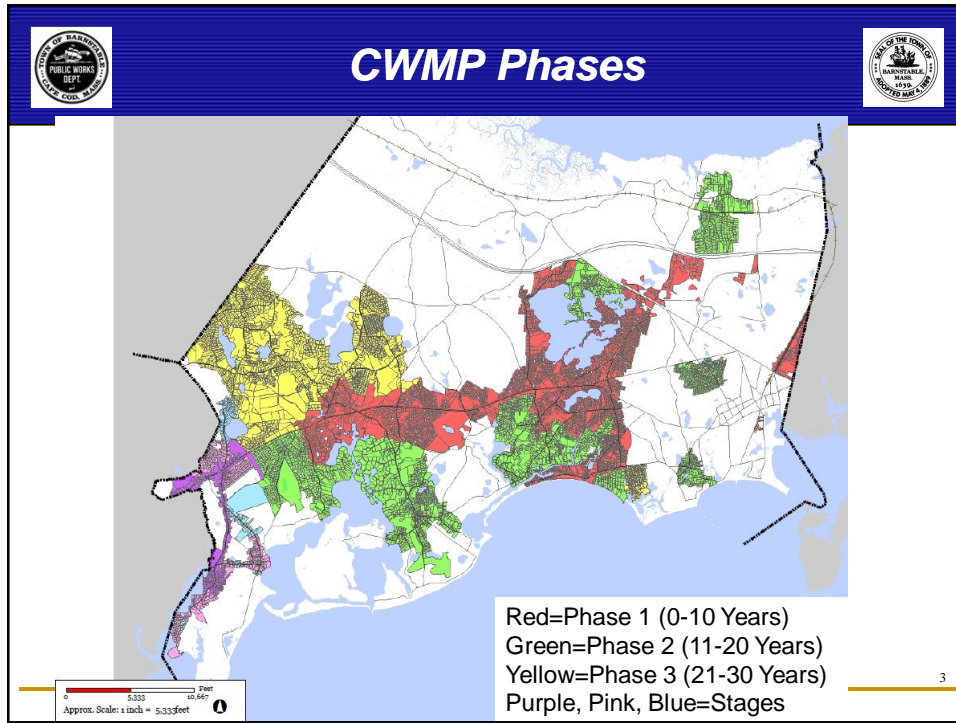 CWMP Phases
TOWN OF BARNSTABLE
PUBLIC WORKS
DEPT.
CAPE COD, MASS.
SEAL OF THE TOWN OF
BARNSTABLE,
MASS.
1639.
ADOPTED MAY 4, 1889
Red=Phase 1 (0-10 Years)
Green=Phase 2 (11-20 Years)
Yellow=Phase 3 (21-30 Years)
Purple, Pink, Blue=Stages
Feet
0 5,333 10,667
Approx. Scale: 1 inch = 5,333feet
3